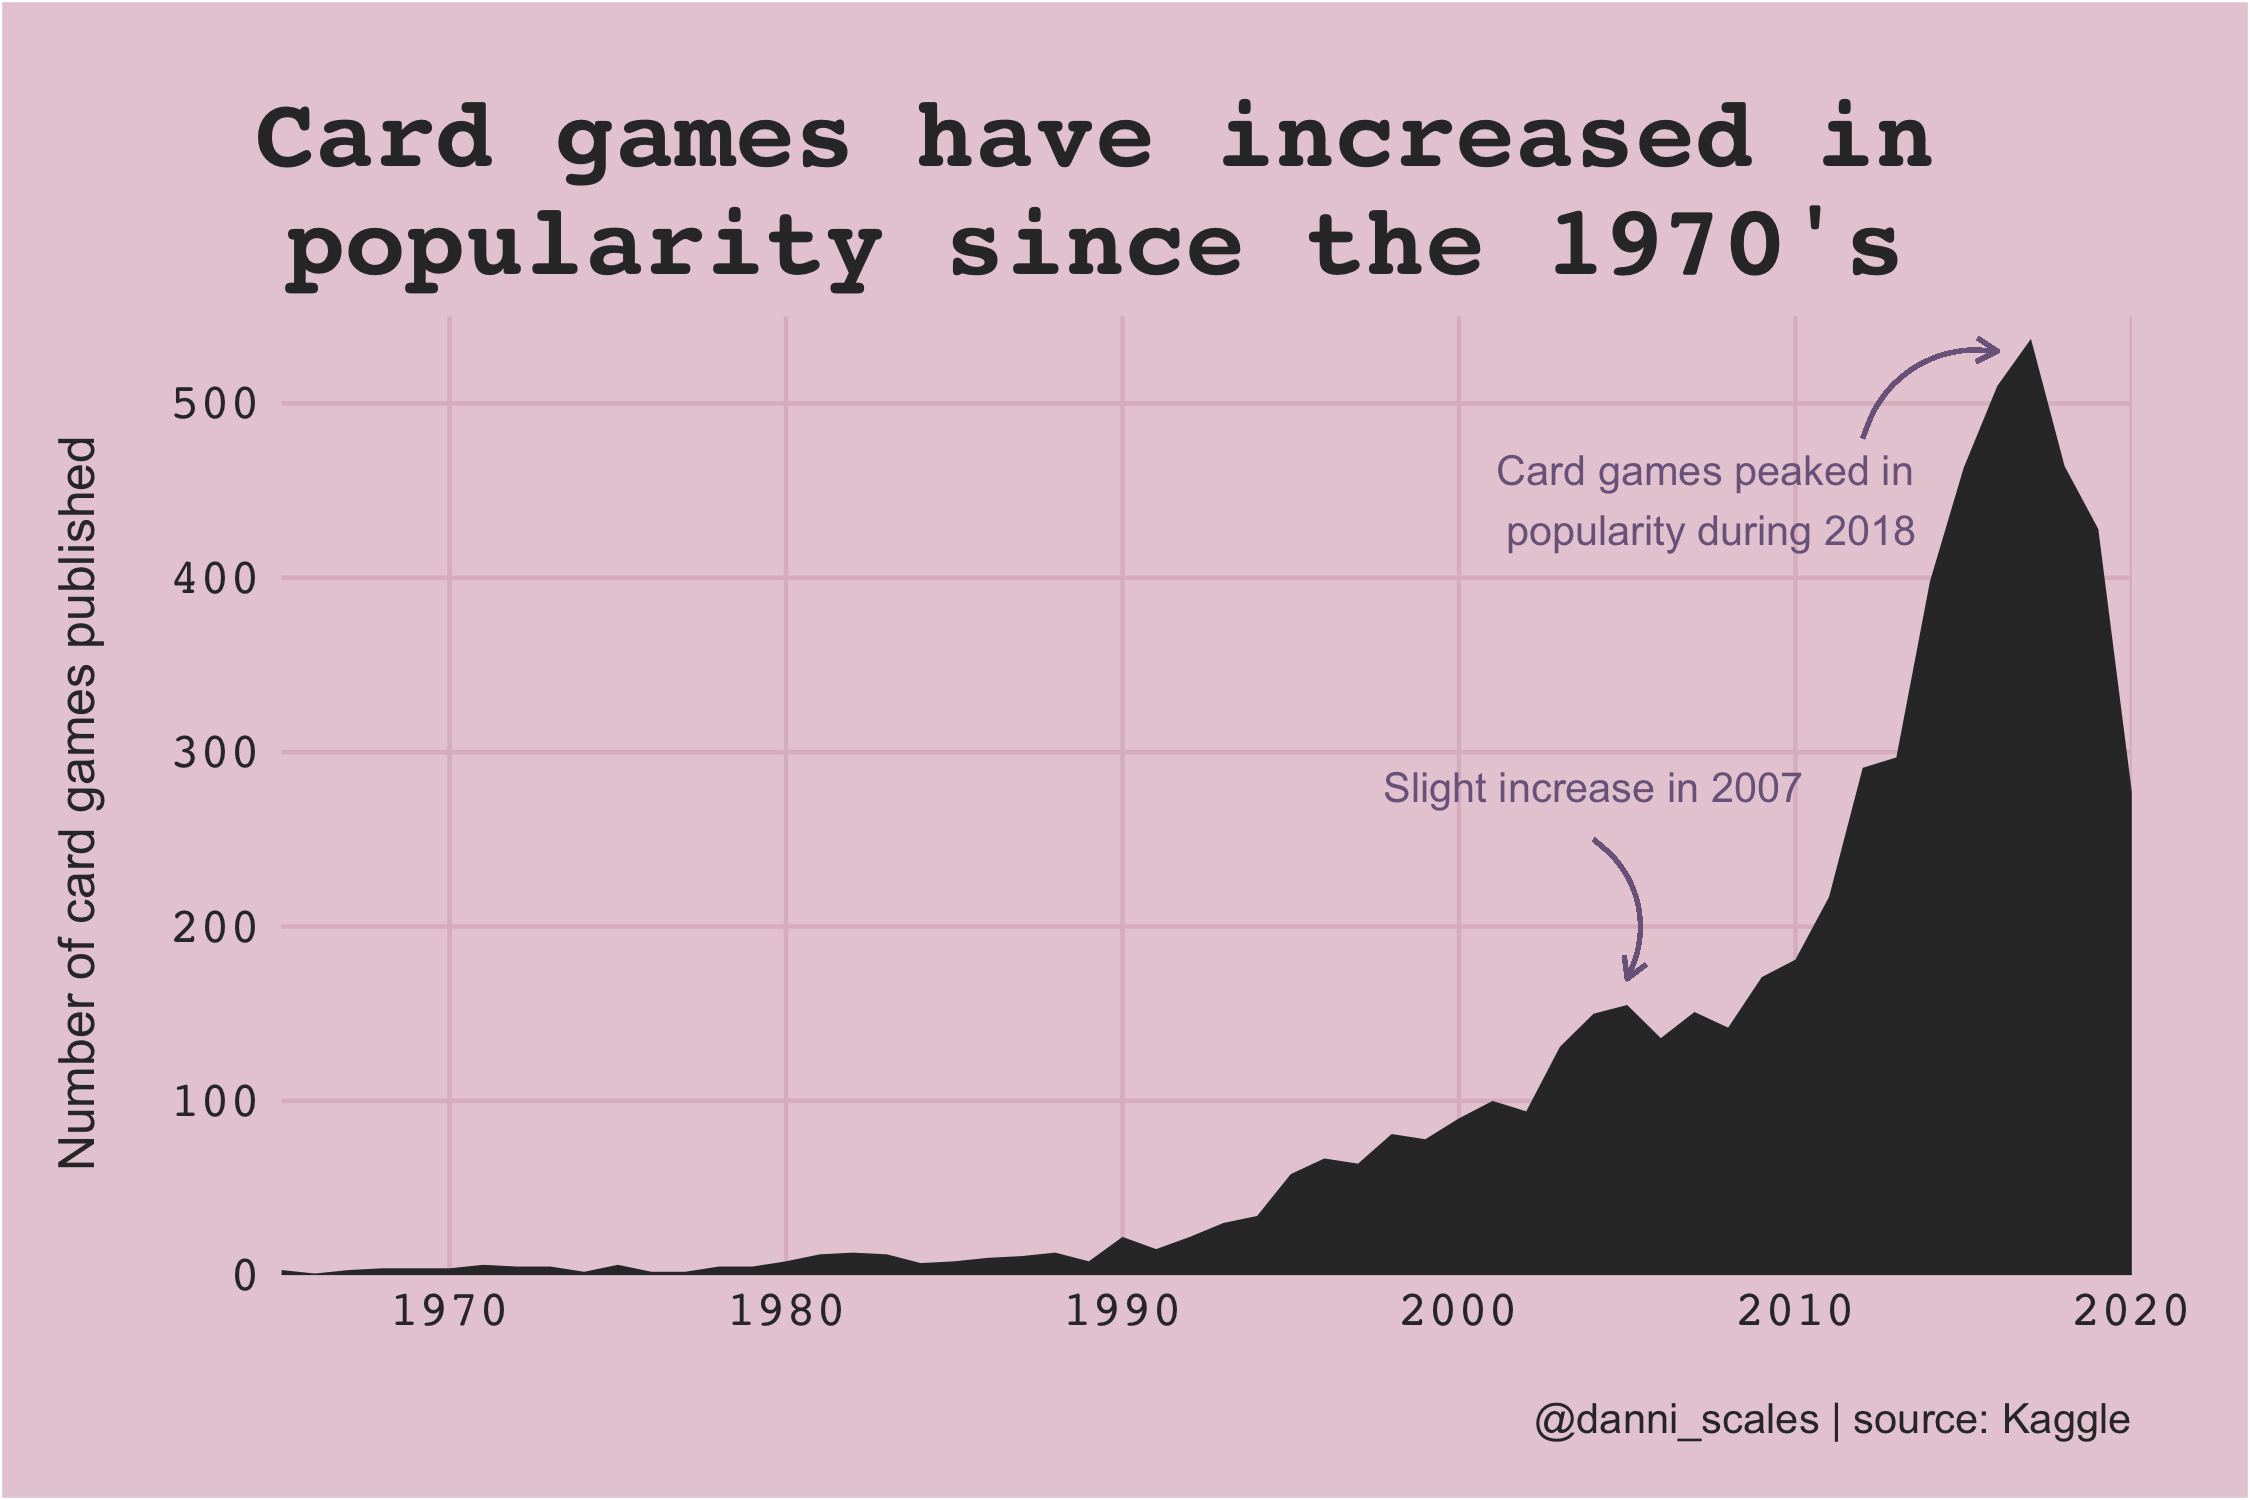 Card games have increased in
popularity since the 1970's
Number of card games published
500
400
300
200
100
0
Card games peaked in
popularity during 2018
Slight increase in 2007
1970 1980 1990 2000 2010 2020
@danni_scales | source: Kaggle